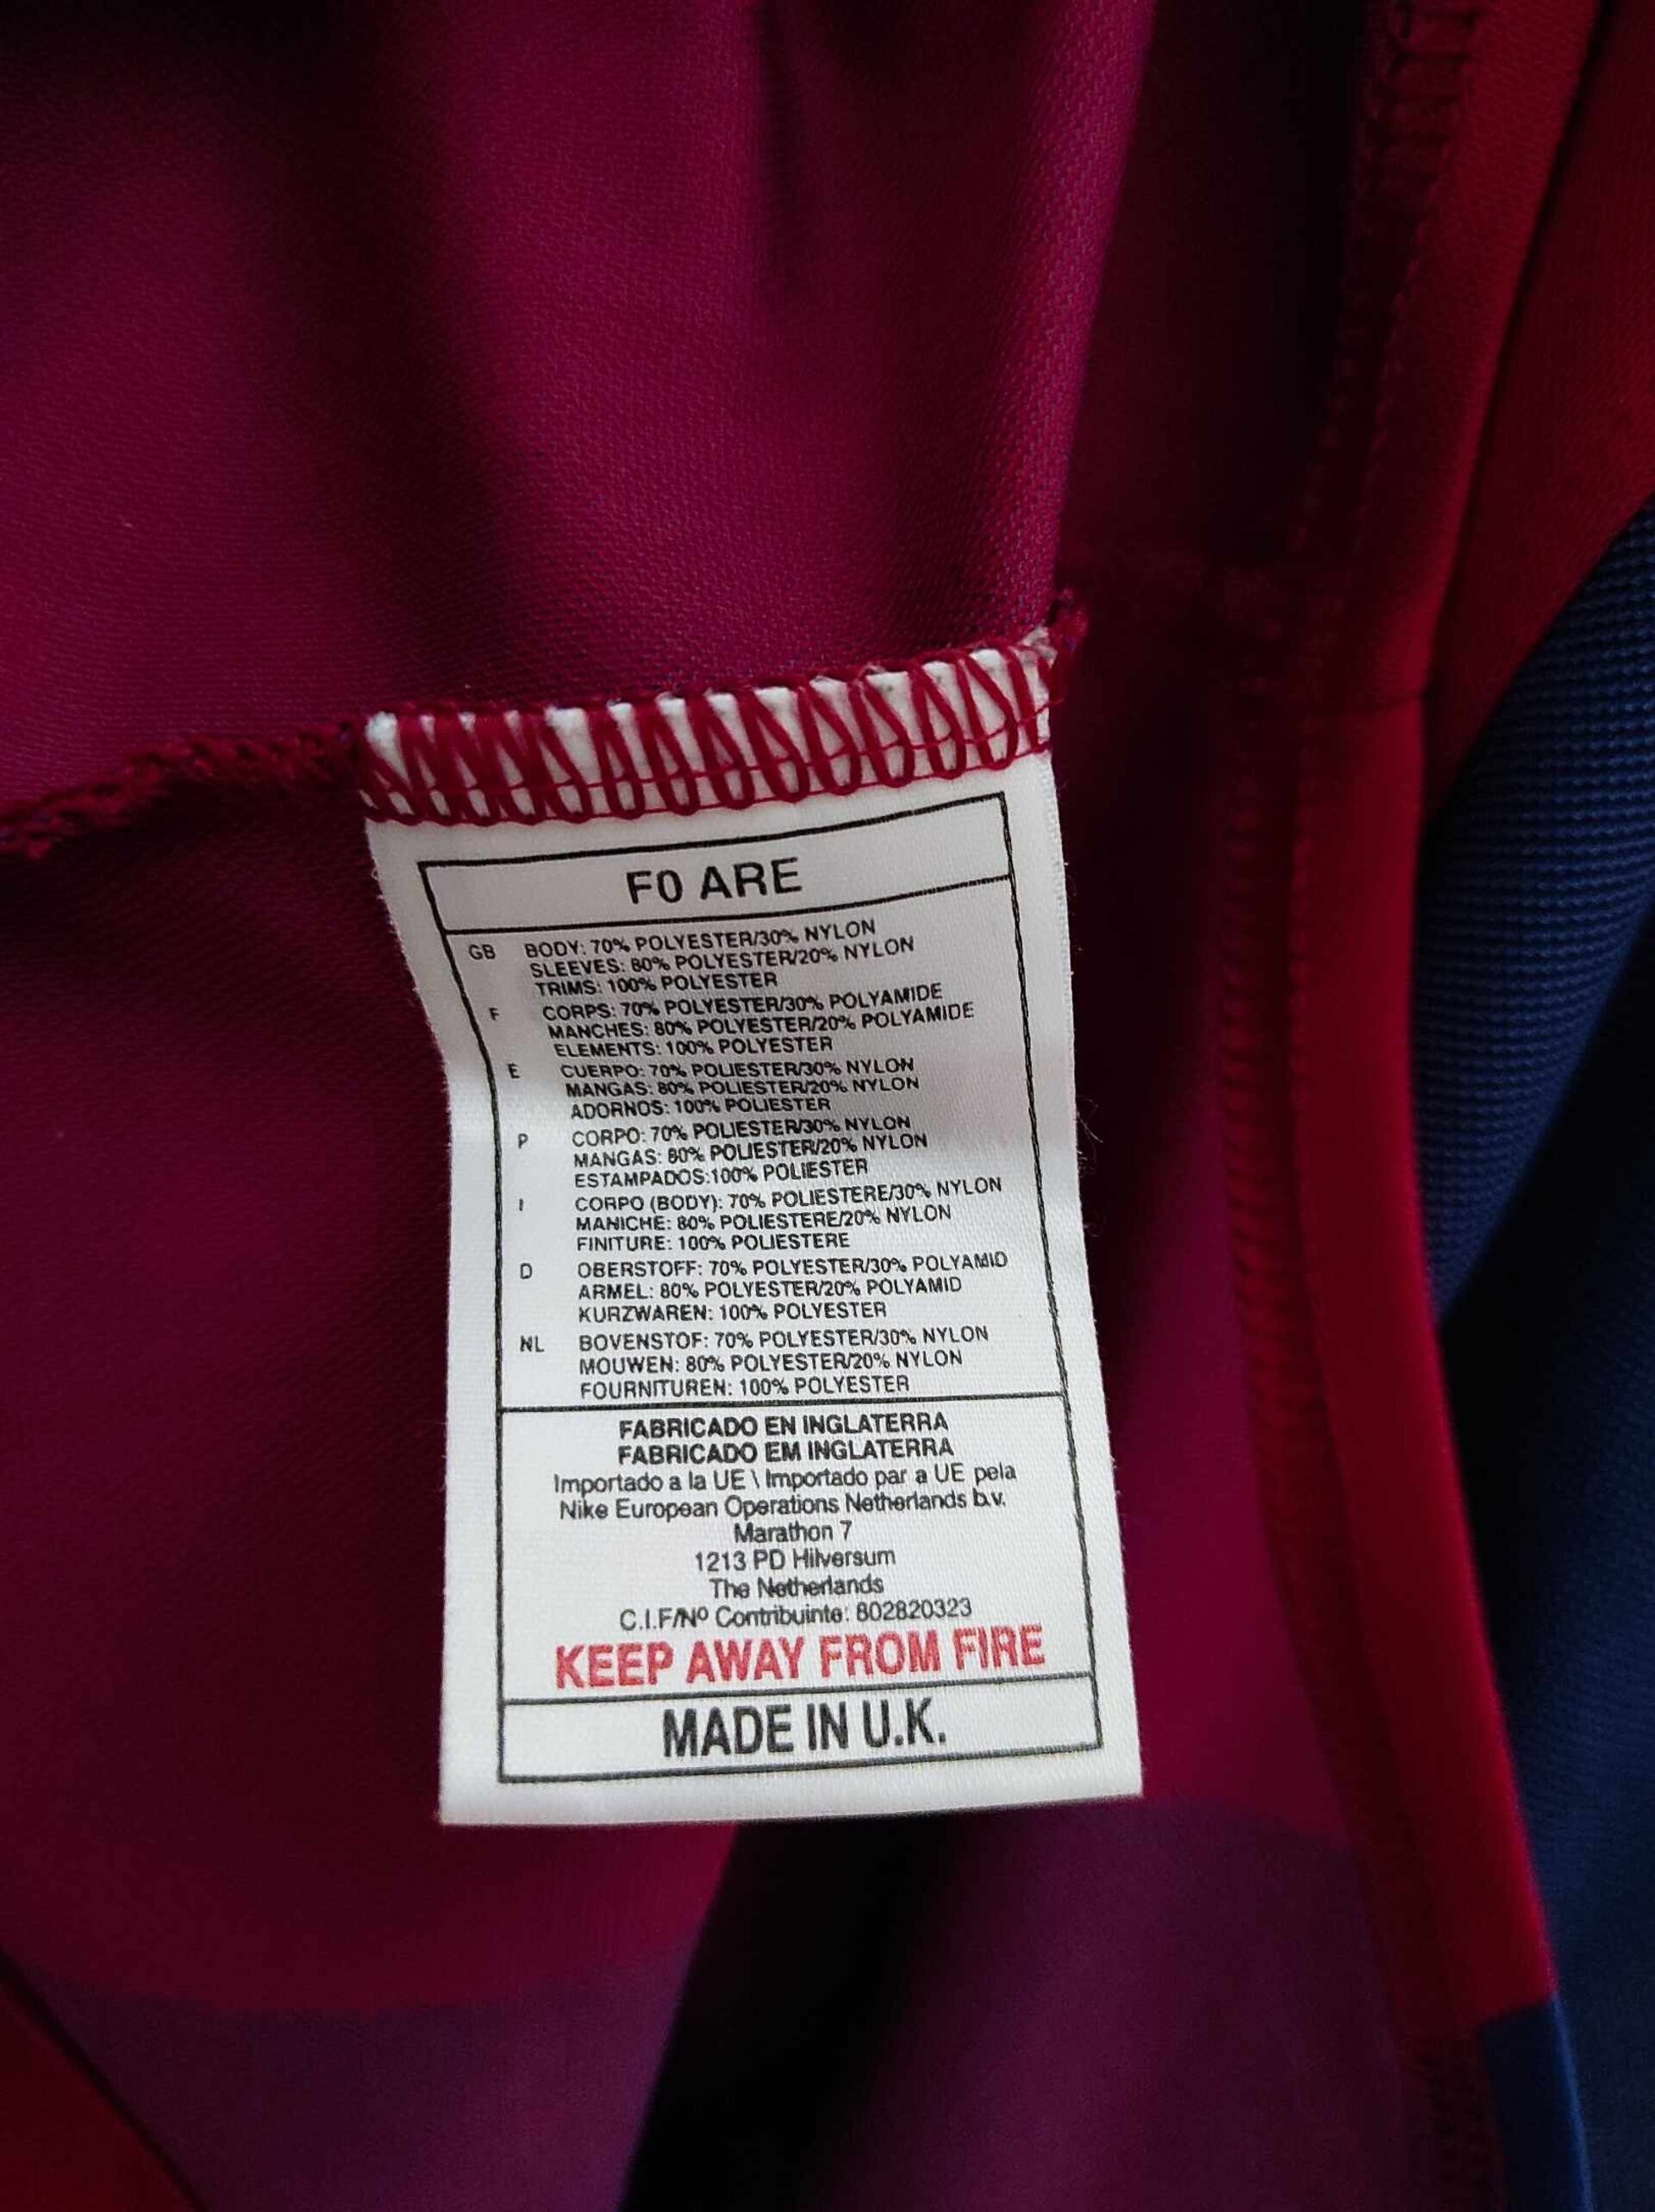 F0 ARE
GB BODY: 70% POLYESTER/30% NYLON
SLEEVES: 80% POLYESTER/20% NYLON
TRIMS: 100% POLYESTER
F CORPS: 70% POLYESTER/30% POLYAMIDE
MANCHES: 80% POLYESTER/20% POLYAMIDE
ELEMENTS: 100% POLYESTER
E CUERPO: 70% POLIESTER/30% NYLON
MANGAS: 80% POLIESTER/20% NYLON
ADORNOS: 100% POLIESTER
P CORPO: 70% POLIESTER/30% NYLON
MANGAS: 80% POLIESTER/20% NYLON
ESTAMPADOS:100% POLIESTER
I CORPO (BODY): 70% POLIESTERE/30% NYLON
MANICHE: 80% POLIESTERE/20% NYLON
FINITURE: 100% POLIESTERE
D OBERSTOFF: 70% POLYESTER/30% POLYAMID
ARMEL: 80% POLYESTER/20% POLYAMID
KURZWAREN: 100% POLYESTER
NL BOVENSTOF: 70% POLYESTER/30% NYLON
MOUWEN: 80% POLYESTER/20% NYLON
FOURNITUREN: 100% POLYESTER
FABRICADO EN INGLATERRA
FABRICADO EM INGLATERRA
Importado a la UE \ Importado par a UE pela
Nike European Operations Netherlands b.v.
Marathon 7
1213 PD Hilversum
The Netherlands
C.I.F/Nº Contribuinte: 802820323
KEEP AWAY FROM FIRE
MADE IN U.K.